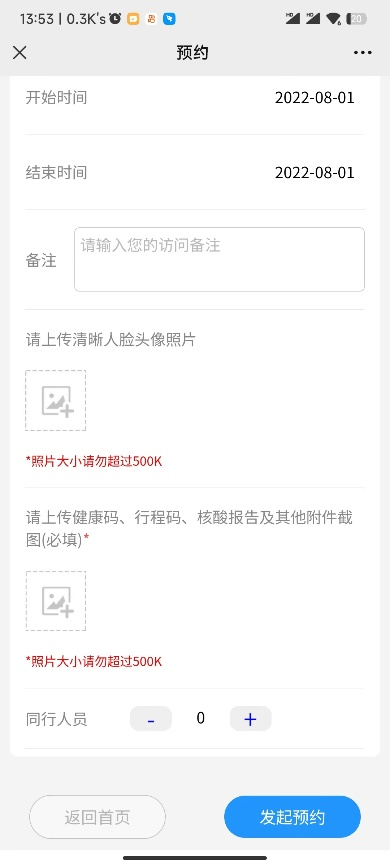 13:53 | 0.3K's
HD HD 20
预约
开始时间 2022-08-01
结束时间 2022-08-01
备注 请输入您的访问备注
请上传清晰人脸头像照片
*照片大小请勿超过500K
请上传健康码、行程码、核酸报告及其他附件截
图(必填)*
*照片大小请勿超过500K
同行人员 - 0 +
返回首页 发起预约